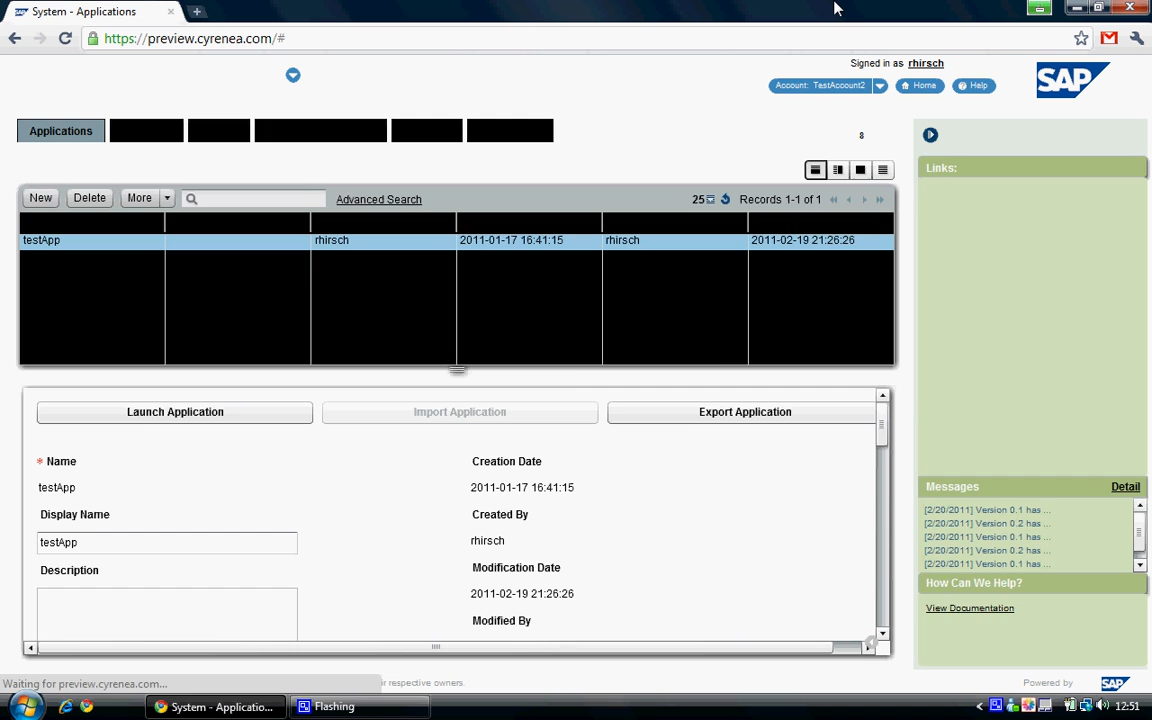 System - Applications
https://preview.cyrenea.com/#
Signed in as rhirsch
Account: TestAccount2
Home
Help
SAP
Applications
8
New
Delete
More
Advanced Search
25
Records 1-1 of 1
testApp rhirsch 2011-01-17 16:41:15 rhirsch 2011-02-19 21:26:26
Launch Application
Import Application
Export Application
* Name
testApp
Display Name
testApp
Description
Creation Date
2011-01-17 16:41:15
Created By
rhirsch
Modification Date
2011-02-19 21:26:26
Modified By
Links:
Messages
Detail
[2/20/2011] Version 0.1 has ...
[2/20/2011] Version 0.2 has ...
[2/20/2011] Version 0.1 has ...
[2/20/2011] Version 0.2 has ...
[2/20/2011] Version 0.1 has ...
How Can We Help?
View Documentation
Waiting for preview.cyrenea.com...
respective owners.
Powered by
SAP
System - Applicatio...
Flashing
12:51